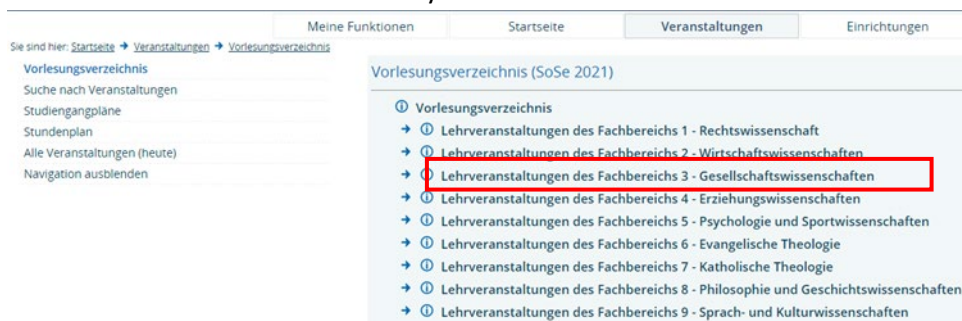 Meine Funktionen Startseite Veranstaltungen Einrichtungen
Sie sind hier: Startseite → Veranstaltungen → Vorlesungsverzeichnis
Vorlesungsverzeichnis
Suche nach Veranstaltungen
Studiengangpläne
Stundenplan
Alle Veranstaltungen (heute)
Navigation ausblenden
Vorlesungsverzeichnis (SoSe 2021)
Vorlesungsverzeichnis
Lehrveranstaltungen des Fachbereichs 1 - Rechtswissenschaft
Lehrveranstaltungen des Fachbereichs 2 - Wirtschaftswissenschaften
Lehrveranstaltungen des Fachbereichs 3 - Gesellschaftswissenschaften
Lehrveranstaltungen des Fachbereichs 4 - Erziehungswissenschaften
Lehrveranstaltungen des Fachbereichs 5 - Psychologie und Sportwissenschaften
Lehrveranstaltungen des Fachbereichs 6 - Evangelische Theologie
Lehrveranstaltungen des Fachbereichs 7 - Katholische Theologie
Lehrveranstaltungen des Fachbereichs 8 - Philosophie und Geschichtswissenschaften
Lehrveranstaltungen des Fachbereichs 9 - Sprach- und Kulturwissenschaften